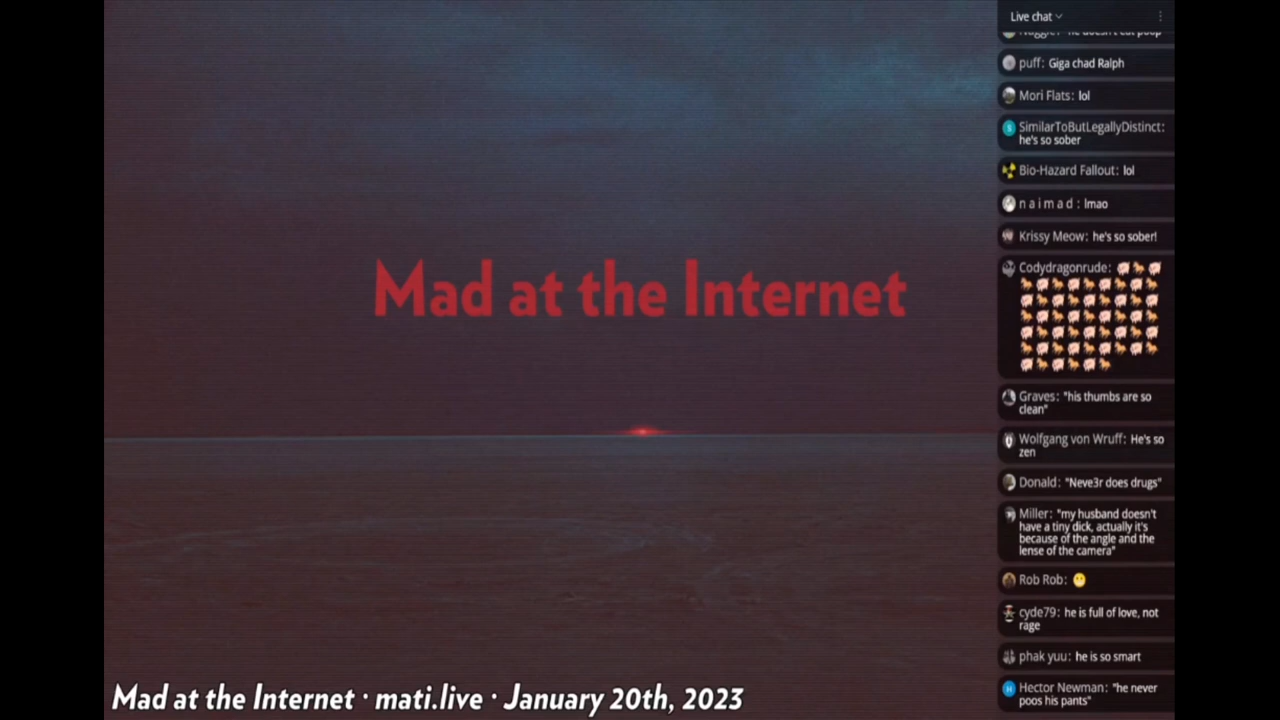 Live chat
Nuggie: "he doesn't eat poop
puff: Giga chad Ralph
Mori Flats: lol
SimilarToButLegallyDistinct:
he's so sober
Bio-Hazard Fallout: lol
n a i m a d : lmao
Krissy Meow: he's so sober!
Codydragonrude:
Graves: "his thumbs are so
clean"
Wolfgang von Wruff: He's so
zen
Donald: "Neve3r does drugs"
Miller: "my husband doesn't
have a tiny dick, actually it's
because of the angle and the
lense of the camera"
Rob Rob:
cyde79: he is full of love, not
rage
phak yuu: he is so smart
Hector Newman: "he never
poos his pants"
Mad at the Internet
Mad at the Internet · mati.live · January 20th, 2023